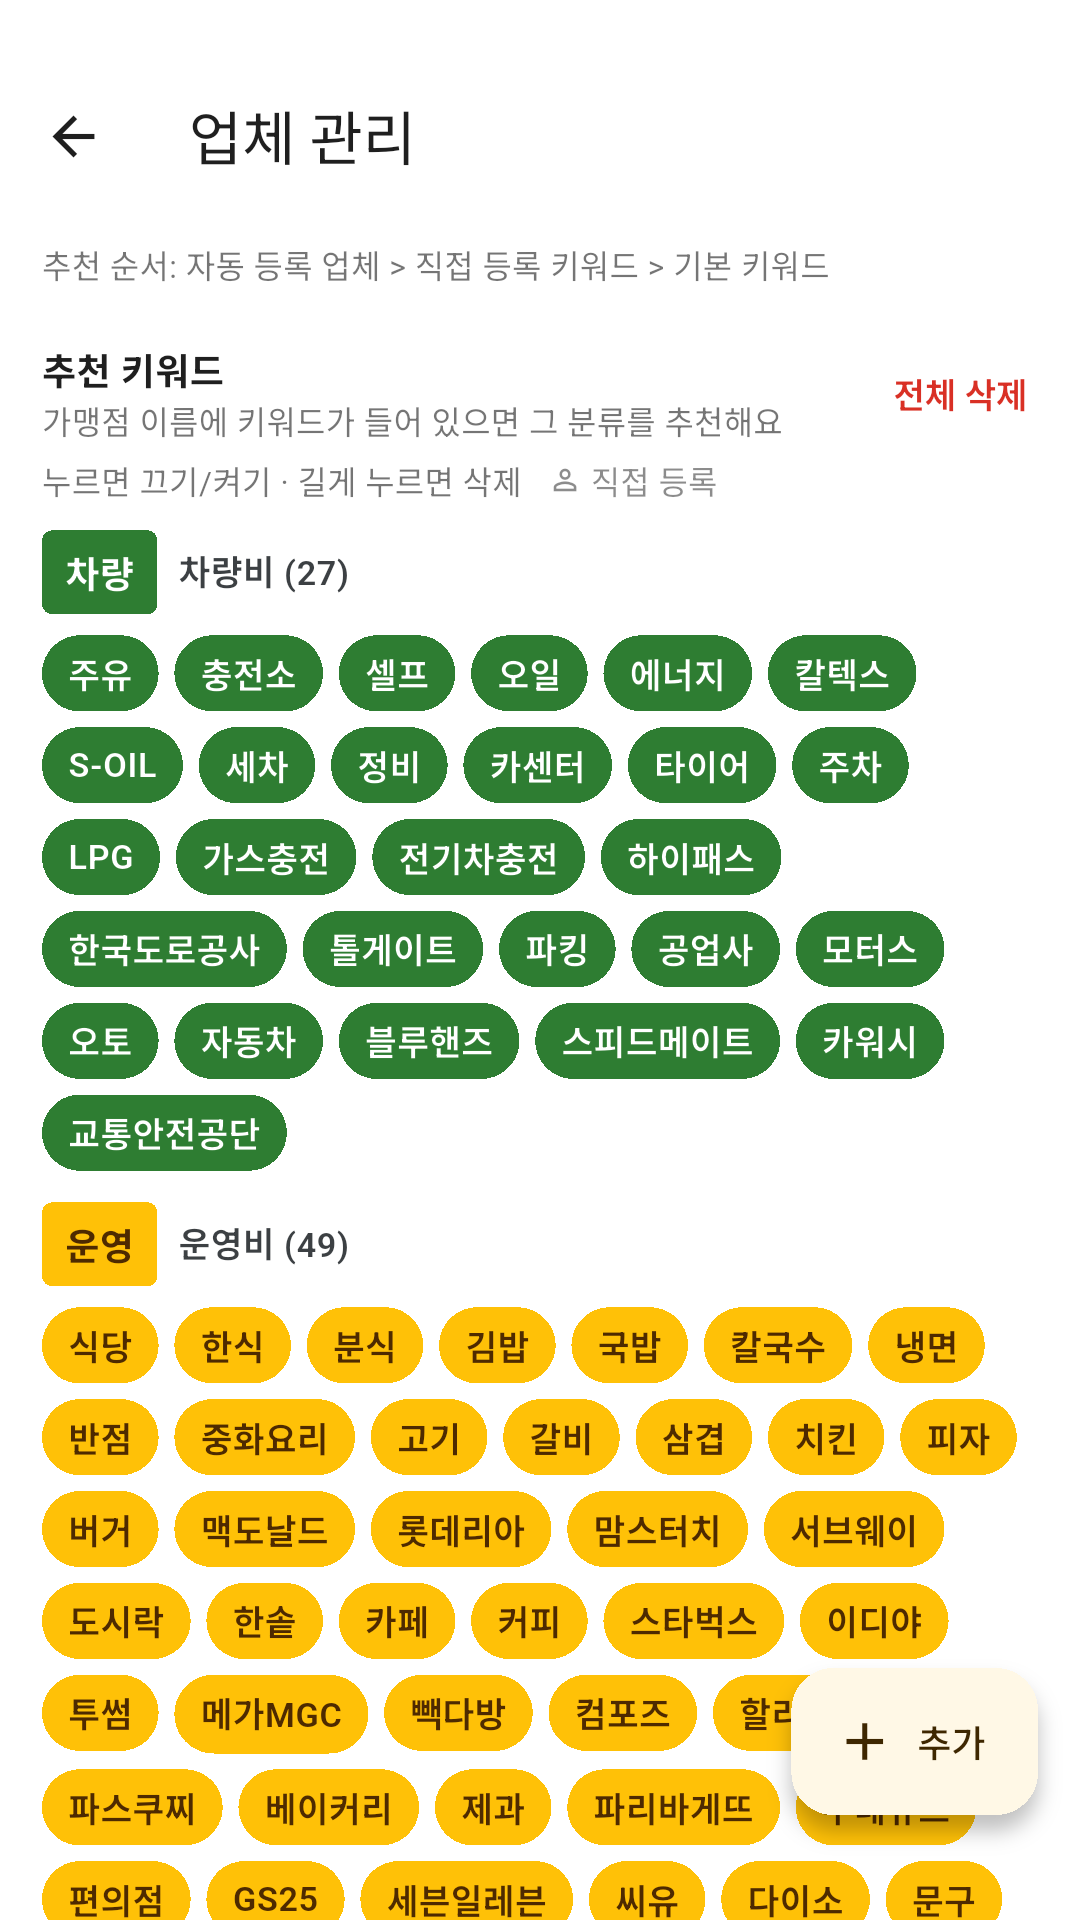 업체 관리
추천 순서: 자동 등록 업체 > 직접 등록 키워드 > 기본 키워드
추천 키워드
전체 삭제
가맹점 이름에 키워드가 들어 있으면 그 분류를 추천해요
누르면 끄기/켜기 · 길게 누르면 삭제 직접 등록
차량 차량비 (27)
주유 충전소 셀프 오일 에너지 칼텍스
S-OIL 세차 정비 카센터 타이어 주차
LPG 가스충전 전기차충전 하이패스
한국도로공사 톨게이트 파킹 공업사 모터스
오토 자동차 블루핸즈 스피드메이트 카워시
교통안전공단
운영 운영비 (49)
식당 한식 분식 김밥 국밥 칼국수 냉면
반점 중화요리 고기 갈비 삼겹 치킨 피자
버거 맥도날드 롯데리아 맘스터치 서브웨이
도시락 한솥 카페 커피 스타벅스 이디야
투썸 메가MGC 빽다방 컴포즈
추가
파스쿠찌 베이커리 제과 파리바게뜨
편의점 GS25 세븐일레븐 씨유 다이소 문구